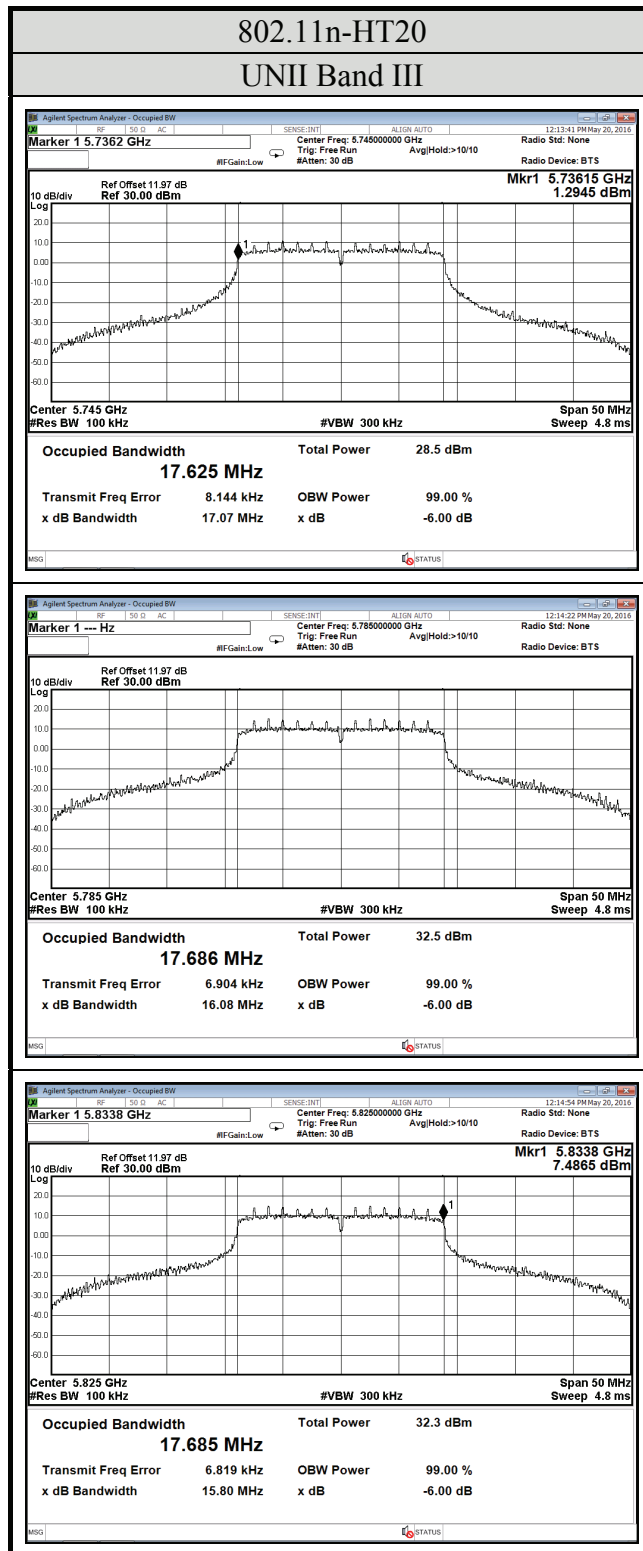 802.11n-HT20
UNII Band III
Agilent Spectrum Analyzer - Occupied BW
LXI RF 50 Ω AC SENSE:INT ALIGN AUTO 12:13:41 PM May 20, 2016
Marker 1 5.7362 GHz Center Freq: 5.745000000 GHz Radio Std: None
Trig: Free Run Avg|Hold:>10/10
#IFGain:Low #Atten: 30 dB Radio Device: BTS
Mkr1 5.73615 GHz
1.2945 dBm
Ref Offset 11.97 dB
10 dB/div Ref 30.00 dBm
Log
20.0
10.0
0.00
-10.0
-20.0
-30.0
-40.0
-50.0
-60.0
1
Center 5.745 GHz Span 50 MHz
#Res BW 100 kHz #VBW 300 kHz Sweep 4.8 ms
Occupied Bandwidth Total Power 28.5 dBm
17.625 MHz
Transmit Freq Error 8.144 kHz OBW Power 99.00 %
x dB Bandwidth 17.07 MHz x dB -6.00 dB
MSG STATUS
Agilent Spectrum Analyzer - Occupied BW
LXI RF 50 Ω AC SENSE:INT ALIGN AUTO 12:14:22 PM May 20, 2016
Marker 1 --- Hz Center Freq: 5.785000000 GHz Radio Std: None
Trig: Free Run Avg|Hold:>10/10
#IFGain:Low #Atten: 30 dB Radio Device: BTS
Ref Offset 11.97 dB
10 dB/div Ref 30.00 dBm
Log
20.0
10.0
0.00
-10.0
-20.0
-30.0
-40.0
-50.0
-60.0
Center 5.785 GHz Span 50 MHz
#Res BW 100 kHz #VBW 300 kHz Sweep 4.8 ms
Occupied Bandwidth Total Power 32.5 dBm
17.686 MHz
Transmit Freq Error 6.904 kHz OBW Power 99.00 %
x dB Bandwidth 16.08 MHz x dB -6.00 dB
MSG STATUS
Agilent Spectrum Analyzer - Occupied BW
LXI RF 50 Ω AC SENSE:INT ALIGN AUTO 12:14:54 PM May 20, 2016
Marker 1 5.8338 GHz Center Freq: 5.825000000 GHz Radio Std: None
Trig: Free Run Avg|Hold:>10/10
#IFGain:Low #Atten: 30 dB Radio Device: BTS
Mkr1 5.8338 GHz
7.4865 dBm
Ref Offset 11.97 dB
10 dB/div Ref 30.00 dBm
Log
20.0
10.0
0.00
-10.0
-20.0
-30.0
-40.0
-50.0
-60.0
1
Center 5.825 GHz Span 50 MHz
#Res BW 100 kHz #VBW 300 kHz Sweep 4.8 ms
Occupied Bandwidth Total Power 32.3 dBm
17.685 MHz
Transmit Freq Error 6.819 kHz OBW Power 99.00 %
x dB Bandwidth 15.80 MHz x dB -6.00 dB
MSG STATUS